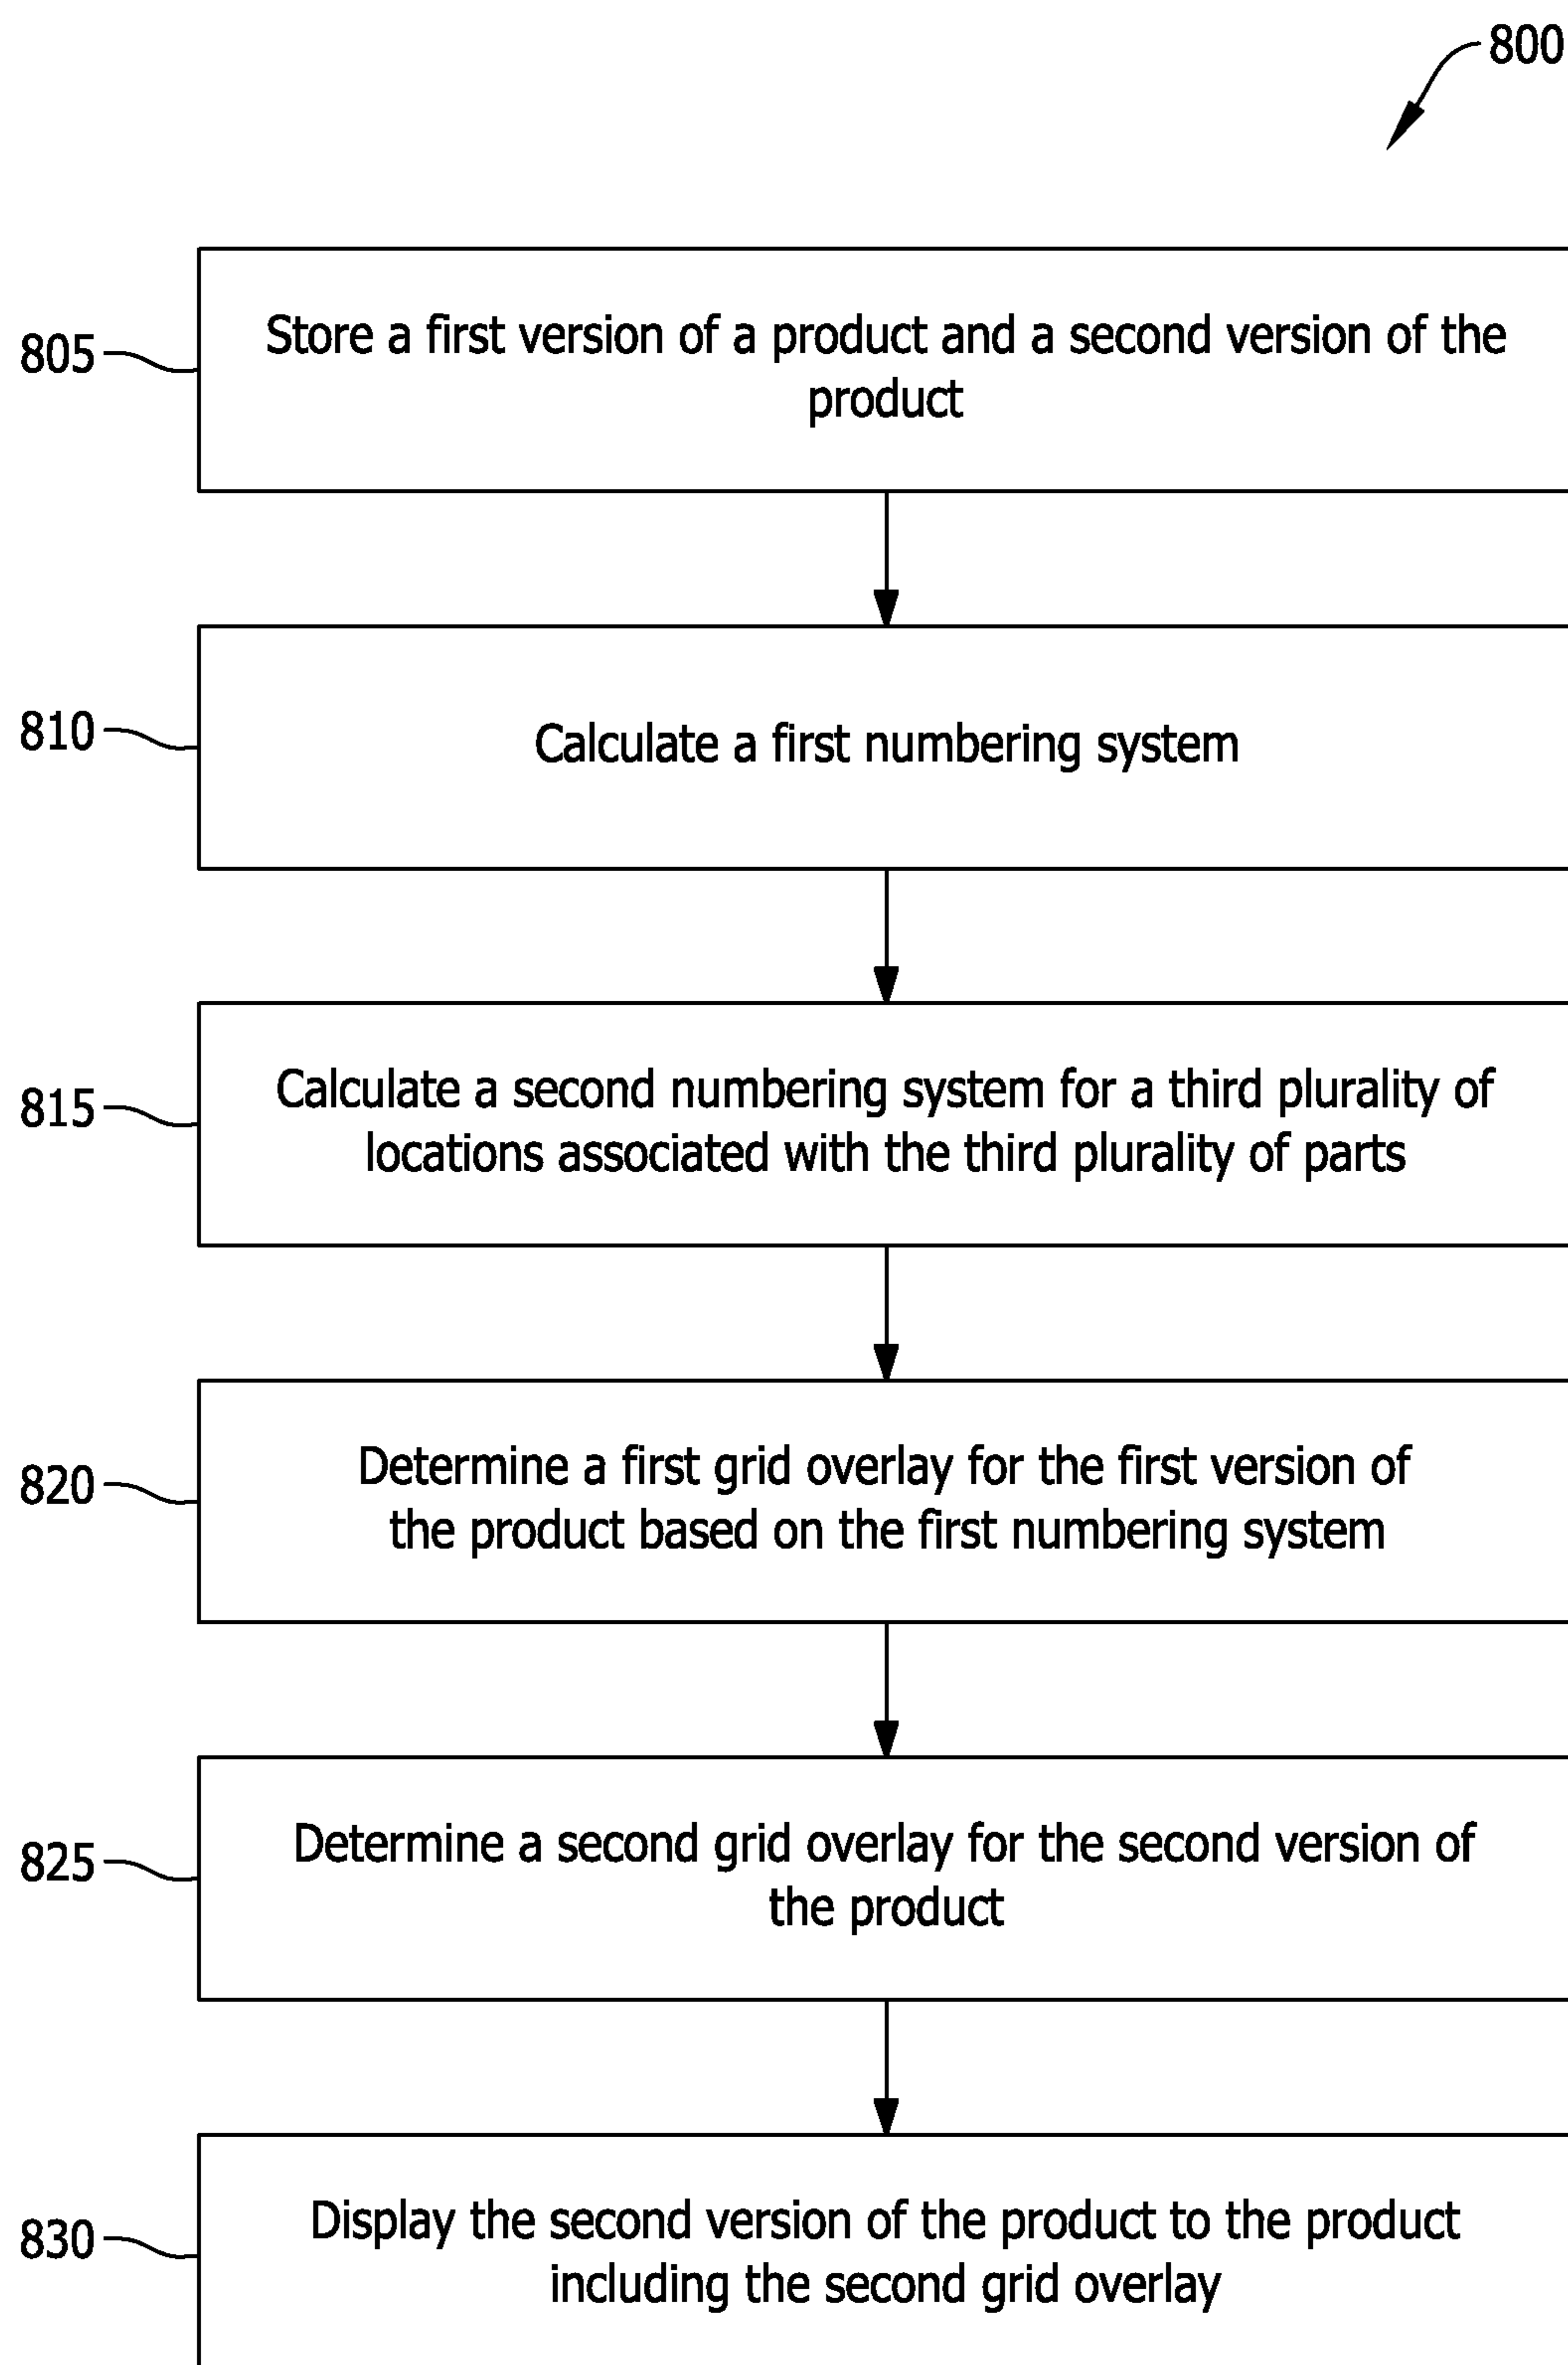 800
805
Store a first version of a product and a second version of the
product
810
Calculate a first numbering system
815
Calculate a second numbering system for a third plurality of
locations associated with the third plurality of parts
820
Determine a first grid overlay for the first version of
the product based on the first numbering system
825
Determine a second grid overlay for the second version of
the product
830
Display the second version of the product to the product
including the second grid overlay